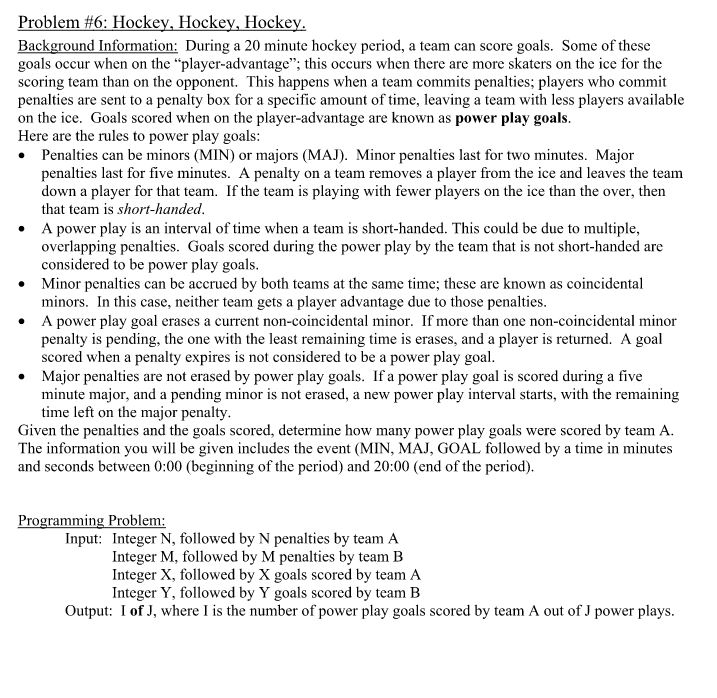 Problem #6: Hockey, Hockey, Hockey.
Background Information: During a 20 minute hockey period, a team can score goals. Some of these
goals occur when on the “player-advantage”; this occurs when there are more skaters on the ice for the
scoring team than on the opponent. This happens when a team commits penalties; players who commit
penalties are sent to a penalty box for a specific amount of time, leaving a team with less players available
on the ice. Goals scored when on the player-advantage are known as power play goals.
Here are the rules to power play goals:
• Penalties can be minors (MIN) or majors (MAJ). Minor penalties last for two minutes. Major
penalties last for five minutes. A penalty on a team removes a player from the ice and leaves the team
down a player for that team. If the team is playing with fewer players on the ice than the over, then
that team is short-handed.
• A power play is an interval of time when a team is short-handed. This could be due to multiple,
overlapping penalties. Goals scored during the power play by the team that is not short-handed are
considered to be power play goals.
• Minor penalties can be accrued by both teams at the same time; these are known as coincidental
minors. In this case, neither team gets a player advantage due to those penalties.
• A power play goal erases a current non-coincidental minor. If more than one non-coincidental minor
penalty is pending, the one with the least remaining time is erases, and a player is returned. A goal
scored when a penalty expires is not considered to be a power play goal.
• Major penalties are not erased by power play goals. If a power play goal is scored during a five
minute major, and a pending minor is not erased, a new power play interval starts, with the remaining
time left on the major penalty.
Given the penalties and the goals scored, determine how many power play goals were scored by team A.
The information you will be given includes the event (MIN, MAJ, GOAL followed by a time in minutes
and seconds between 0:00 (beginning of the period) and 20:00 (end of the period).
Programming Problem:
Input: Integer N, followed by N penalties by team A
Integer M, followed by M penalties by team B
Integer X, followed by X goals scored by team A
Integer Y, followed by Y goals scored by team B
Output: I of J, where I is the number of power play goals scored by team A out of J power plays.